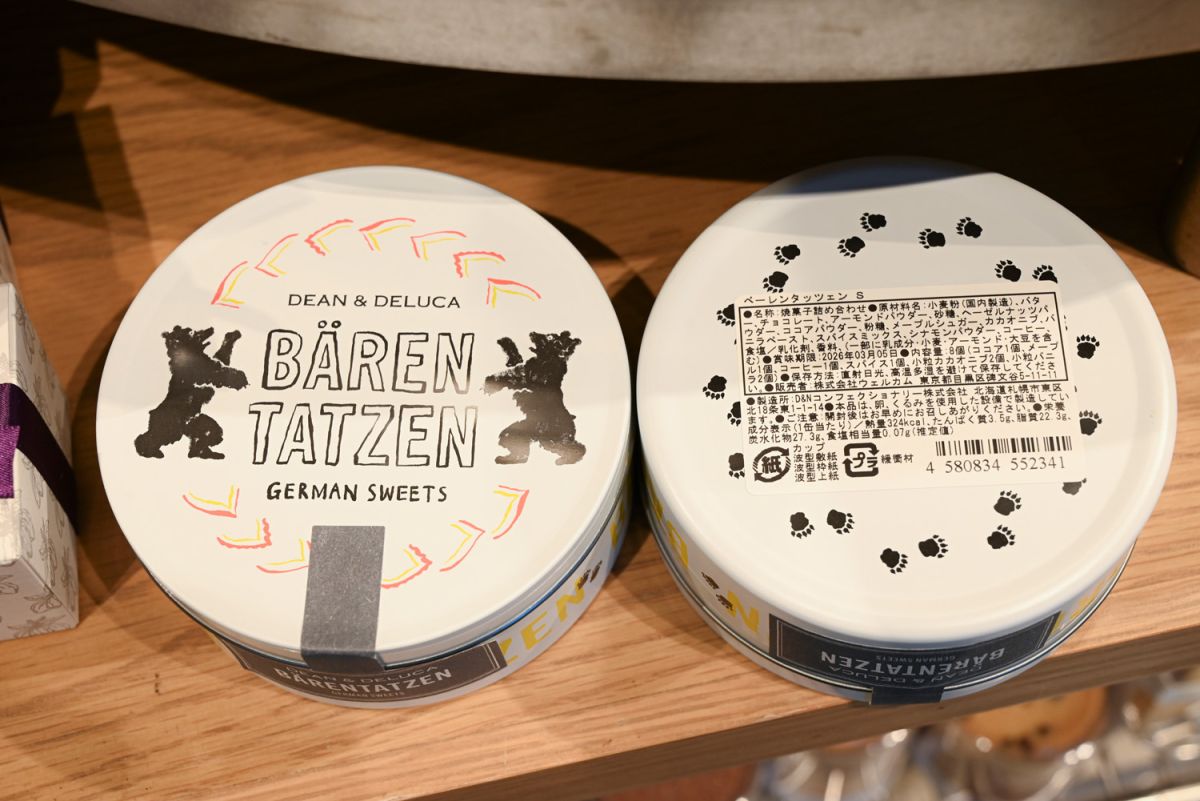 DEAN & DELUCA
BÄREN
TATZEN
GERMAN SWEETS
DEAN & DELUCA
BÄRENTATZEN
GERMAN SWEETS
ZEN
ベーレンタッツェン S
●名称:焼菓子詰め合わせ●原材料名:小麦粉(国内製造)、バタ
ー、チョコレート、アーモンドパウダー、砂糖、ヘーゼルナッツパ
ウダー、ココアパウダー、粉糖、メープルシュガー、カカオニブ、バ
ニラペースト、スパイスミックス、シナモンパウダー、コーヒー、
食塩/乳化剤、香料、(一部に乳成分・小麦・アーモンド・大豆を含
む)●賞味期限:2026年03月05日●内容量:8個(ココア1個、メープ
ル1個、コーヒー1個、スパイス1個、小粒カカオニブ2個、小粒バニ
ラ2個)●保存方法:直射日光、高温多湿を避けて保存してくださ
い。●販売者:株式会社ウェルカム 東京都目黒区碑文谷5-11-11
●製造所:D&Nコンフェクショナリー株式会社 北海道札幌市東区
北18条東1-1-14●本品は、卵、くるみを使用した設備で製造してい
ます。●ご注意:開封後はお早めにお召しあがりください。●栄養
成分表示(1缶当たり)/熱量324kcal、たんぱく質3.5g、脂質22.3g、
炭水化物27.3g、食塩相当量0.07g(推定値)
紙
カップ
波型敷紙
波型枠紙
波型上紙
プラ
緩衝材
4 580834 552341
DEAN & DELUCA
BÄRENTATZEN
GERMAN SWEETS